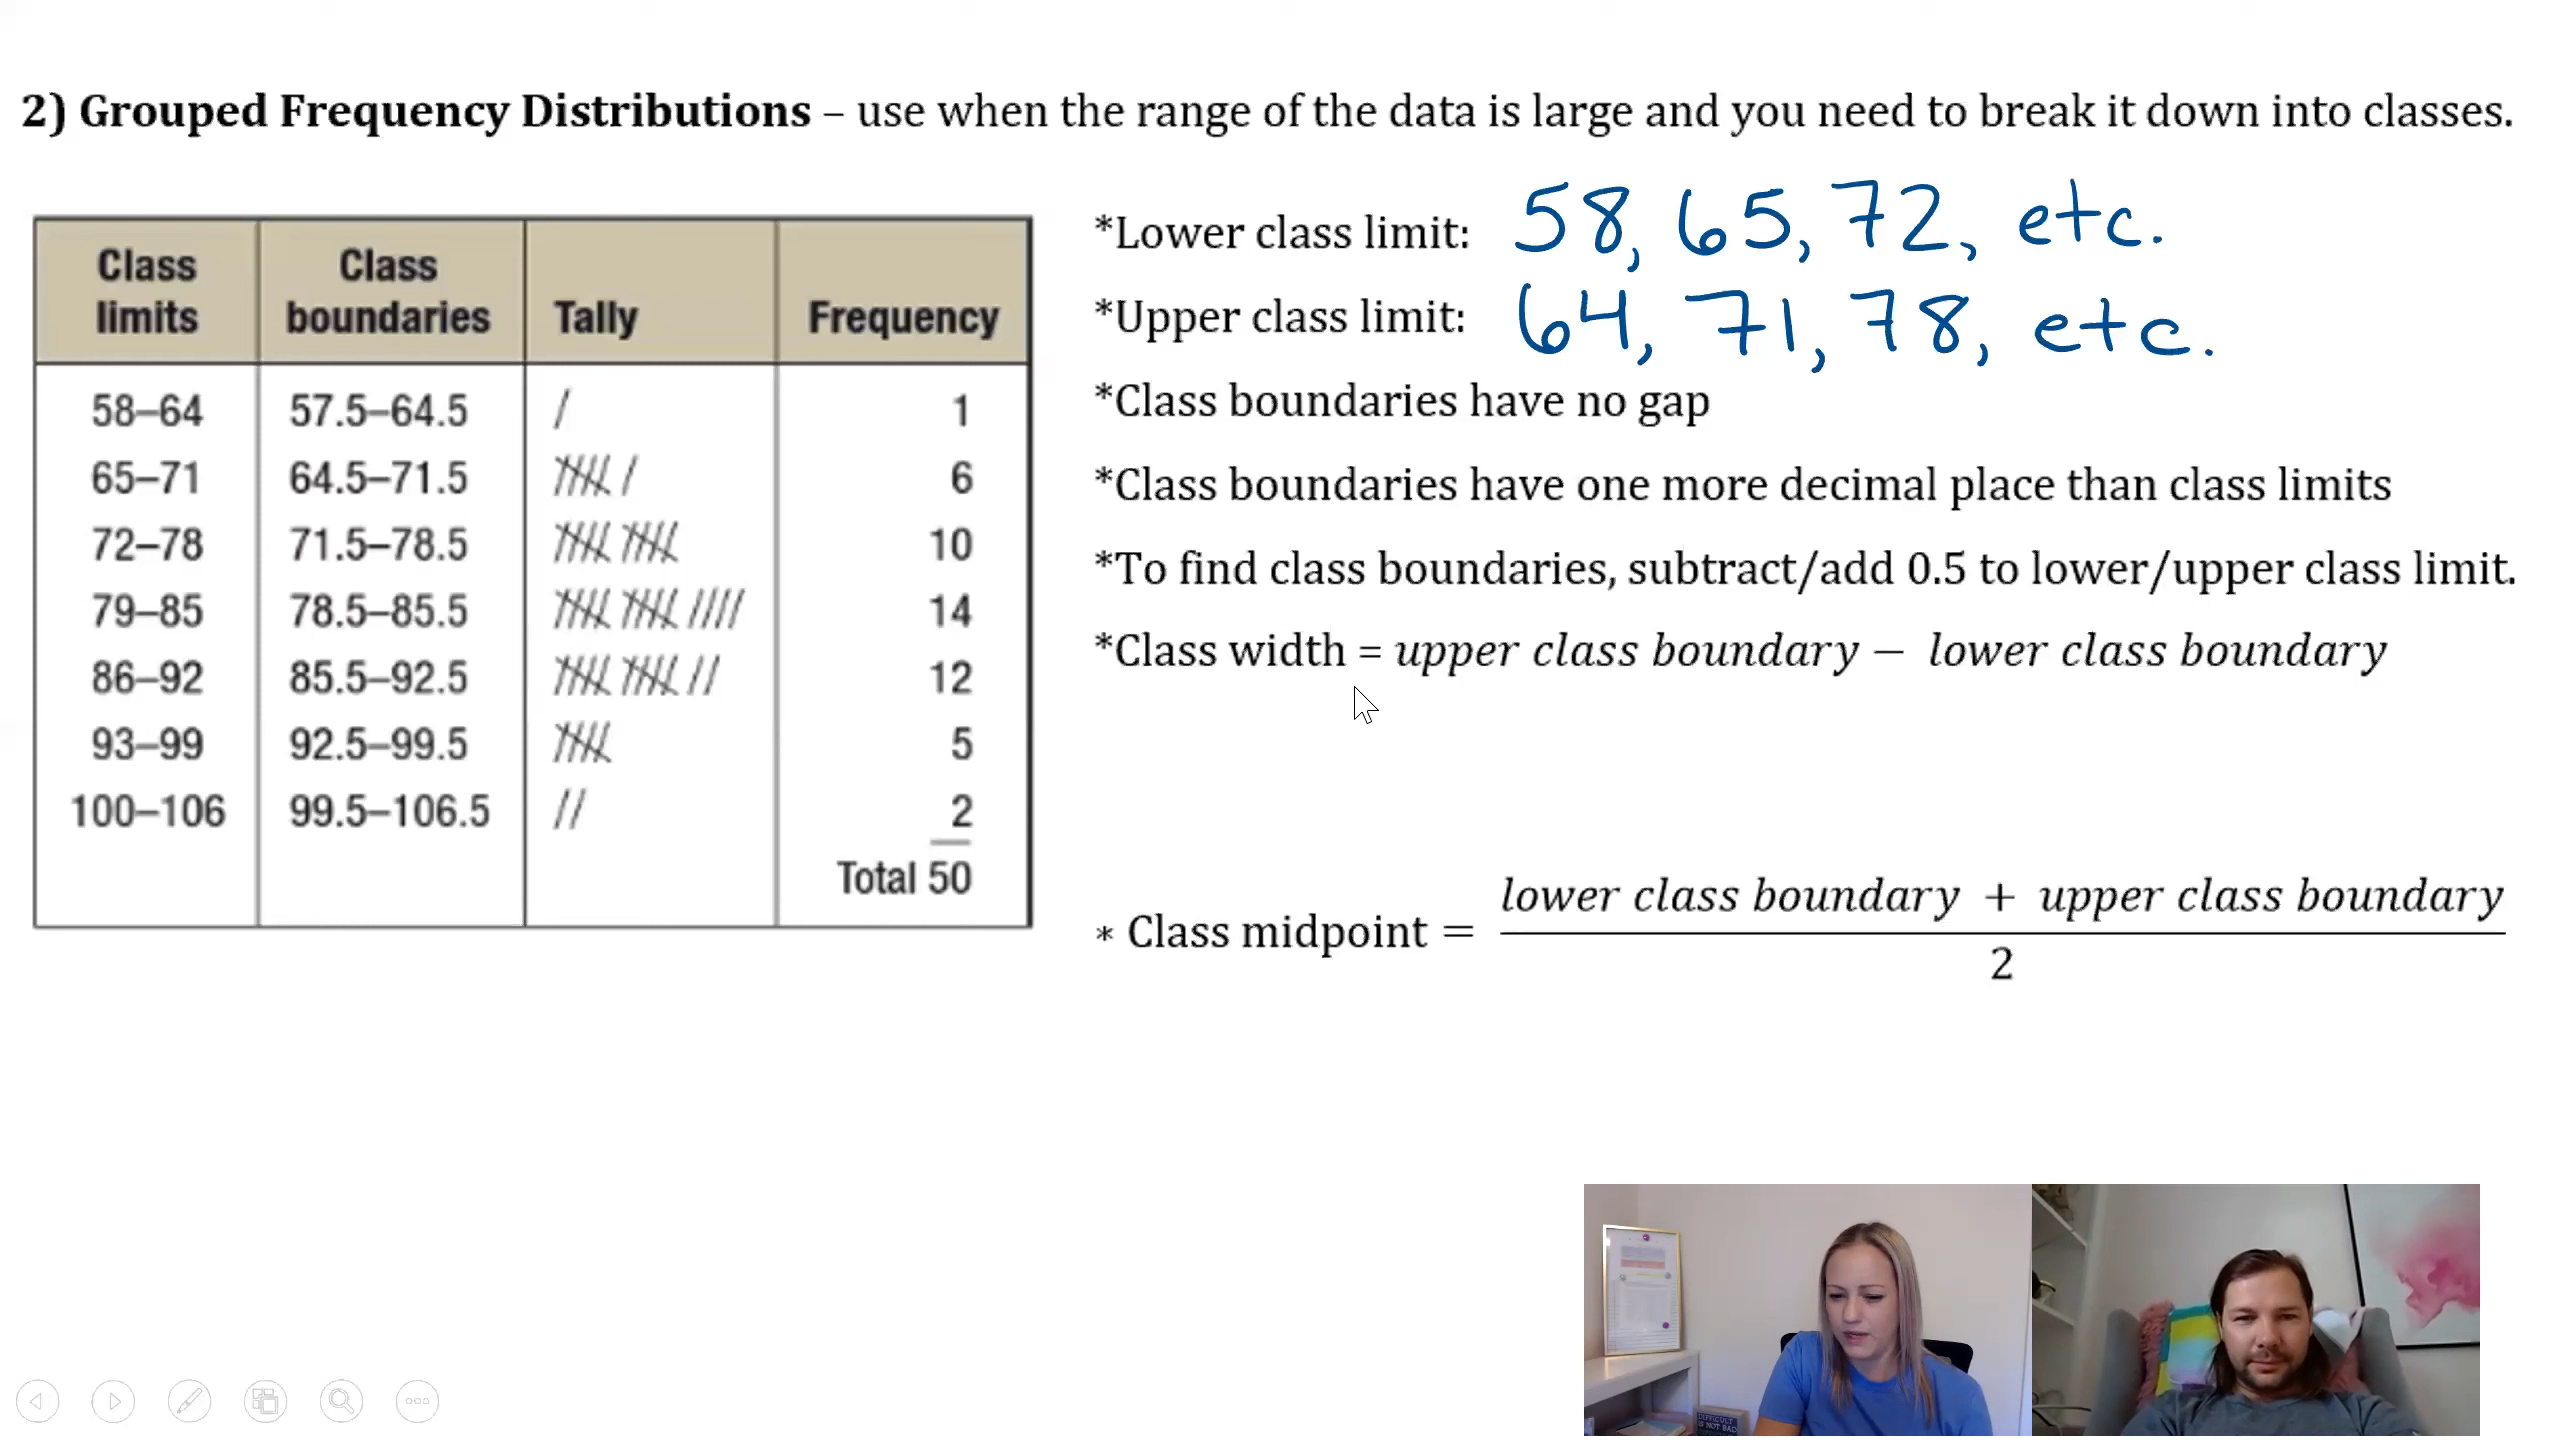 2) Grouped Frequency Distributions – use when the range of the data is large and you need to break it down into classes.
Class limits	Class boundaries	Tally	Frequency
58–64	57.5–64.5	/	1
65–71	64.5–71.5	𝍸 /	6
72–78	71.5–78.5	𝍸 𝍸	10
79–85	78.5–85.5	𝍸 𝍸 ////	14
86–92	85.5–92.5	𝍸 𝍸 //	12
93–99	92.5–99.5	𝍸	5
100–106	99.5–106.5	//	2
Total 50
*Lower class limit: 58, 65, 72, etc.
*Upper class limit: 64, 71, 78, etc.
*Class boundaries have no gap
*Class boundaries have one more decimal place than class limits
*To find class boundaries, subtract/add 0.5 to lower/upper class limit.
*Class width = upper class boundary − lower class boundary
* Class midpoint = lower class boundary + upper class boundary
2
DIFFICULT
IS NOT BAD